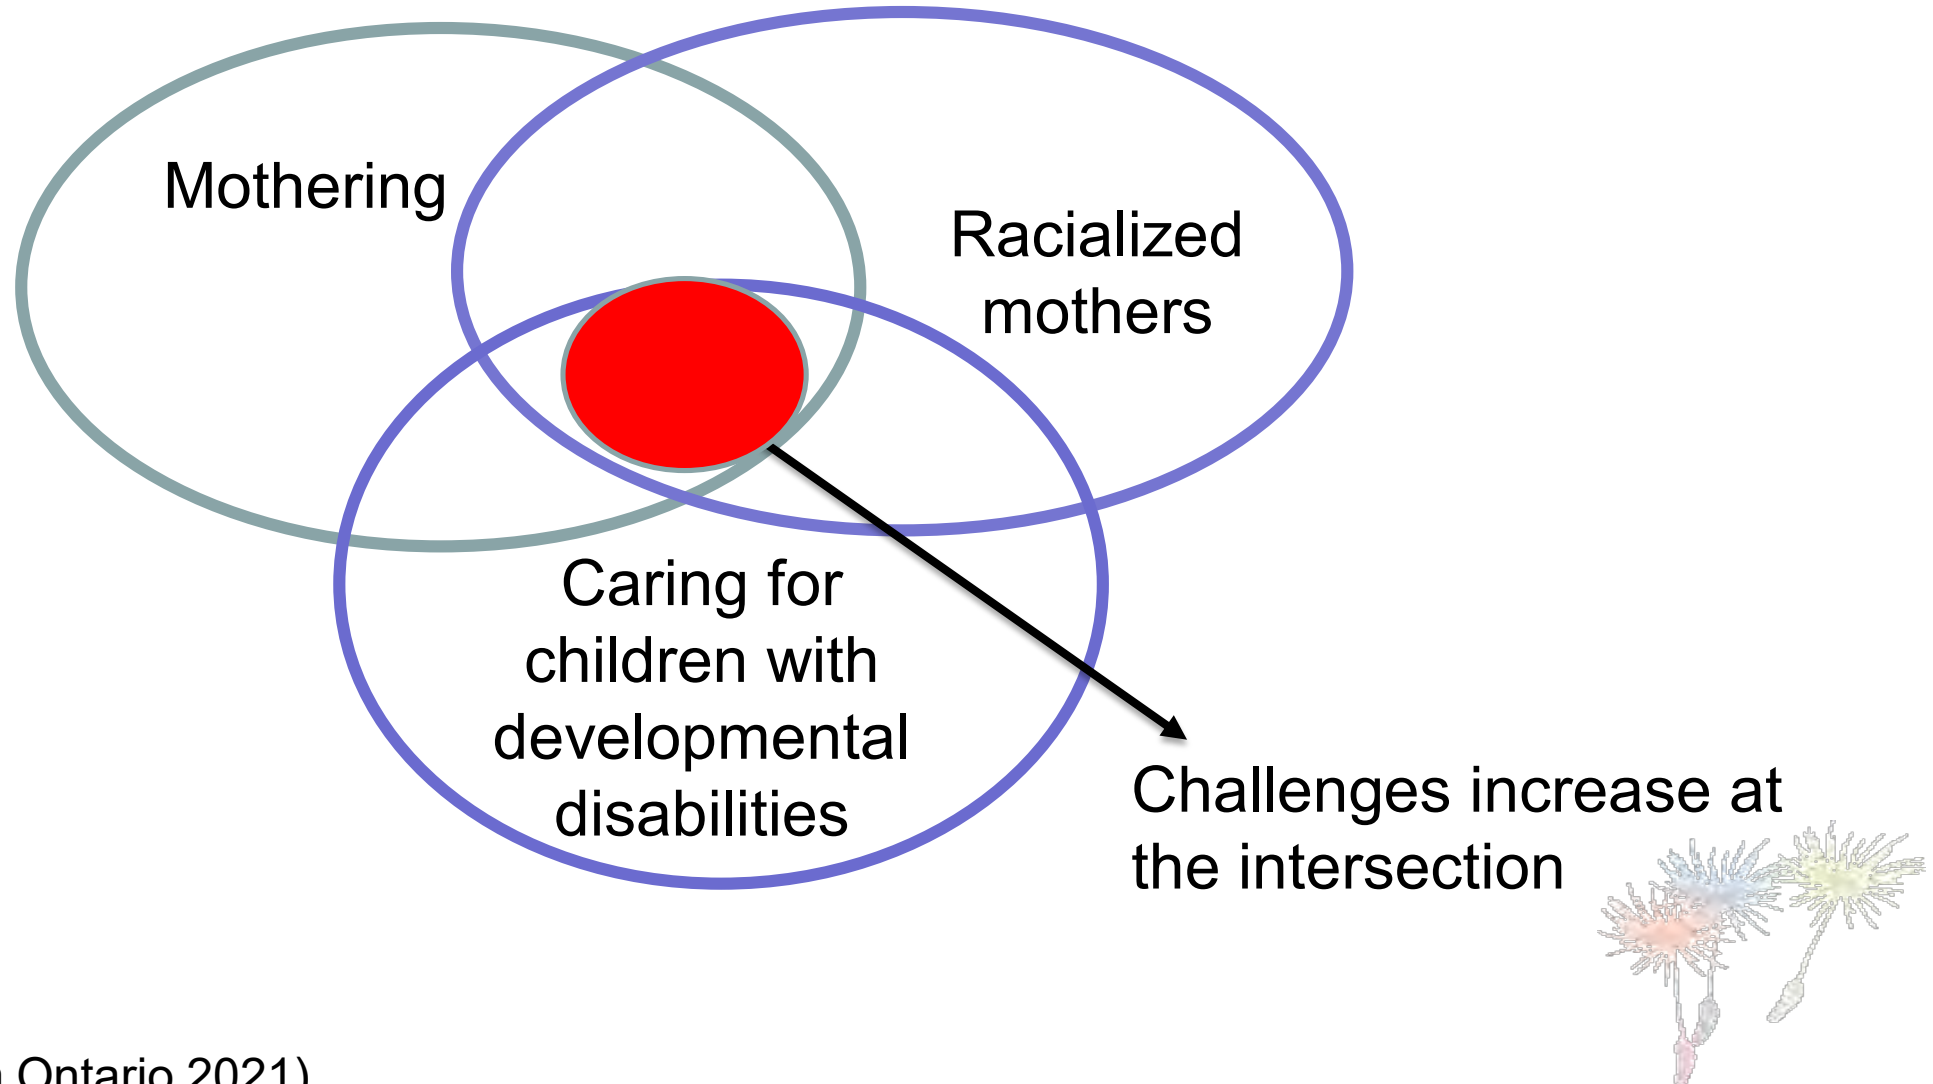 Mothering
Racialized
mothers
Caring for
children with
developmental
disabilities
Challenges increase at
the intersection
Ontario 2021)